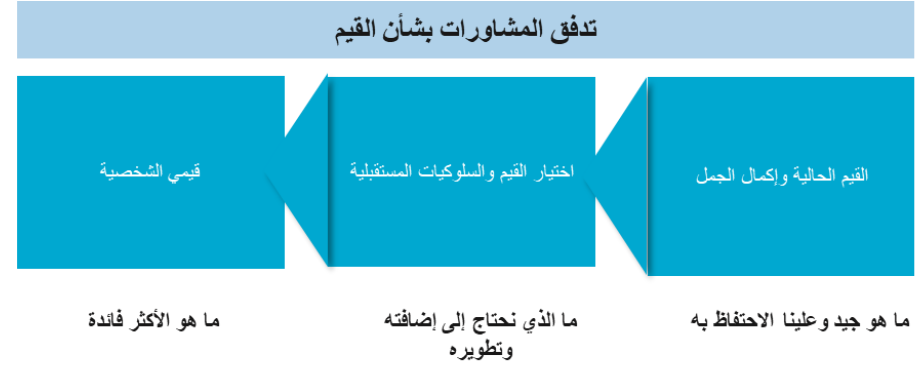 تدفق المشاورات بشأن القيم
القيم الحالية وإكمال الجمل
اختيار القيم والسلوكيات المستقبلية
قيمي الشخصية
ما هو جيد وعلينا الاحتفاظ به
ما الذي نحتاج إلى إضافته
وتطويره
ما هو الأكثر فائدة